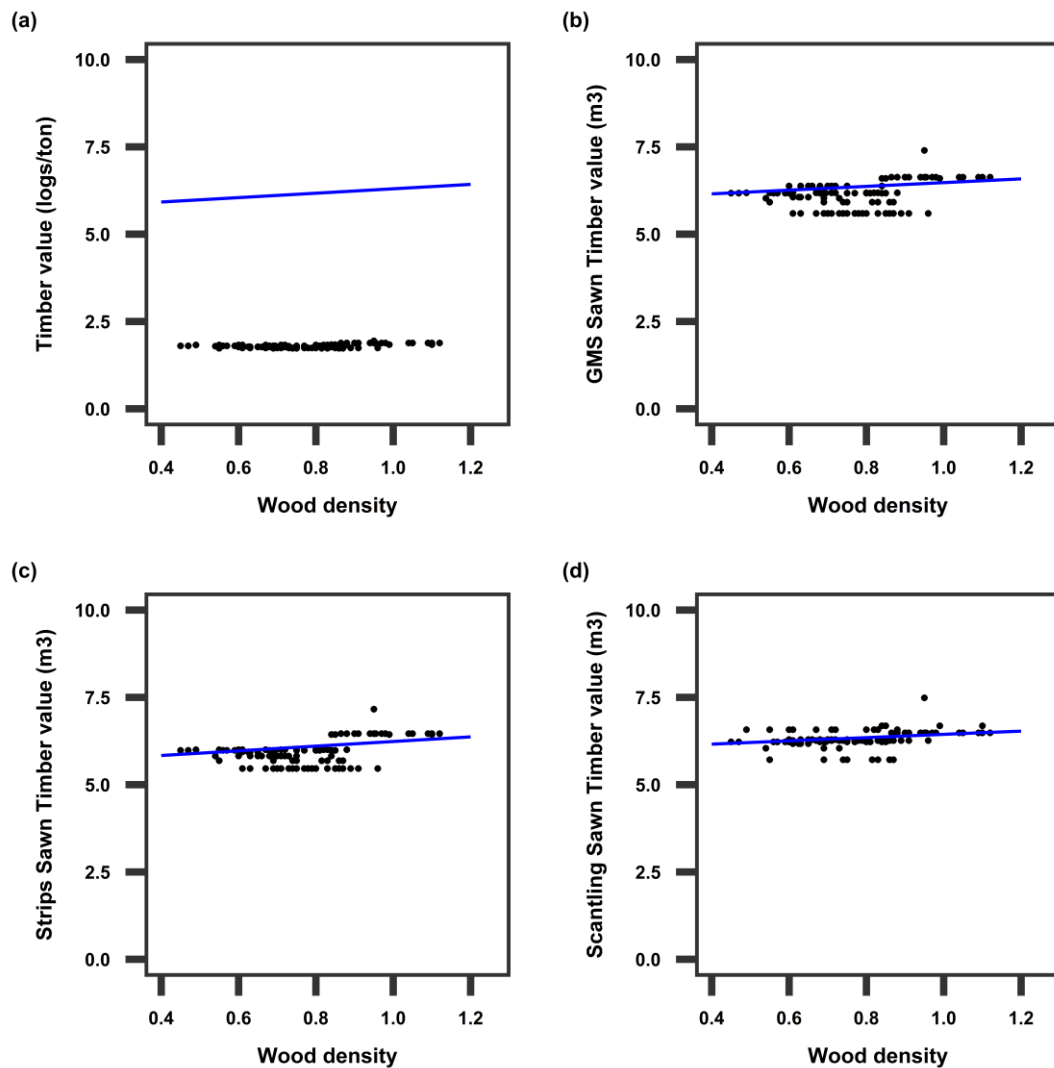 (a)
Timber value (logs/ton)
10.0
7.5
5.0
2.5
0.0
0.4 0.6 0.8 1.0 1.2
Wood density
(b)
GMS Sawn Timber value (m3)
10.0
7.5
5.0
2.5
0.0
0.4 0.6 0.8 1.0 1.2
Wood density
(c)
Strips Sawn Timber value (m3)
10.0
7.5
5.0
2.5
0.0
0.4 0.6 0.8 1.0 1.2
Wood density
(d)
Scantling Sawn Timber value (m3)
10.0
7.5
5.0
2.5
0.0
0.4 0.6 0.8 1.0 1.2
Wood density